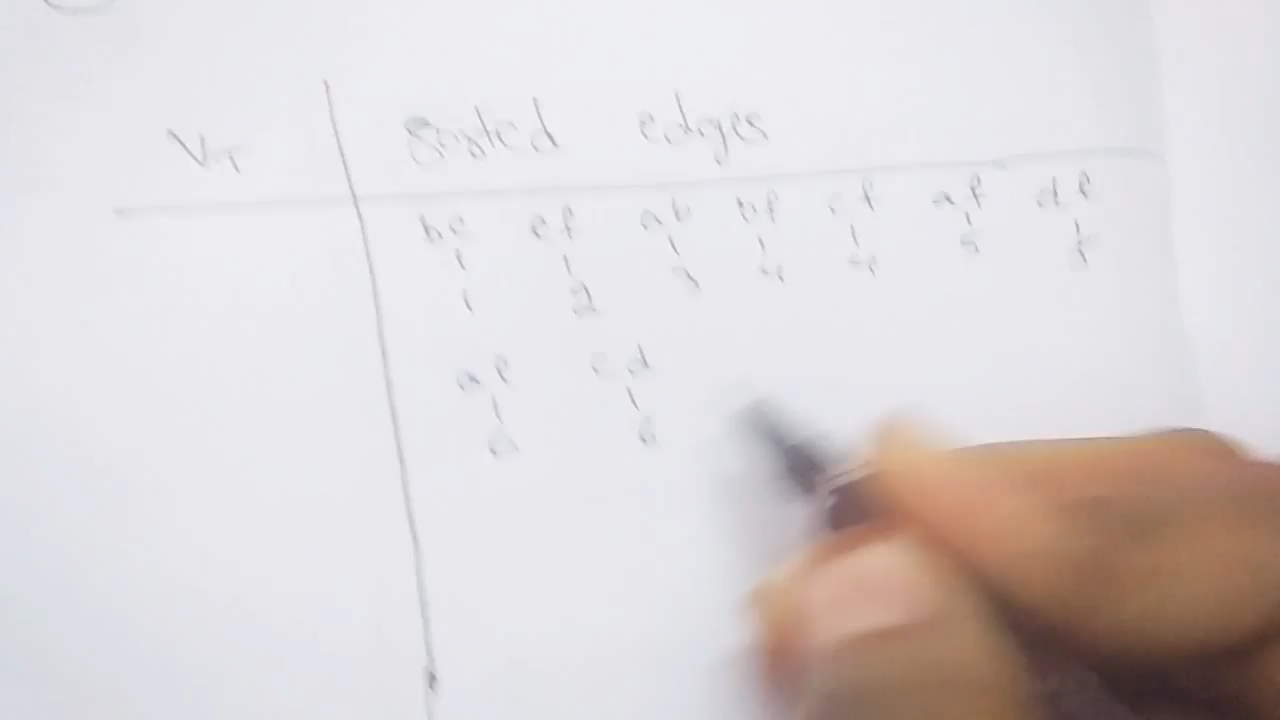 VT Sorted edges
bc ef ab bf cf af df
1 2 3 4 4 5 5
ae cd
6 6